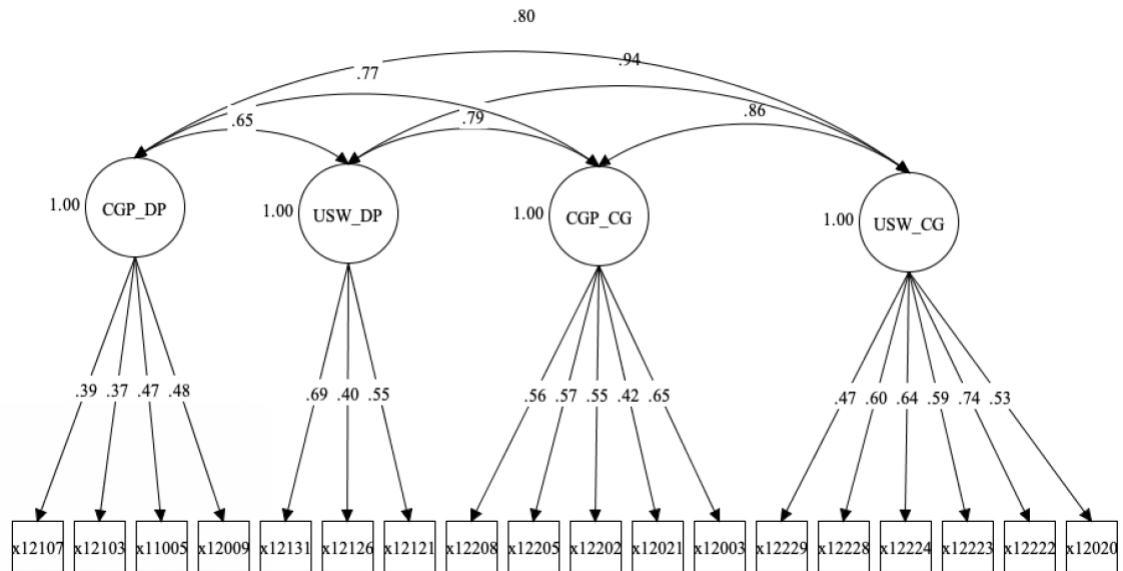 .80
.94
.77
.86
.65
.79
1.00 CGP_DP
1.00 USW_DP
1.00 CGP_CG
1.00 USW_CG
.39 .37 .47 .48
.69 .40 .55
.56 .57 .55 .42 .65
.47 .60 .64 .59 .74 .53
x12107 x12103 x11005 x12009 x12131 x12126 x12121 x12208 x12205 x12202 x12021 x12003 x12229 x12228 x12224 x12223 x12222 x12020